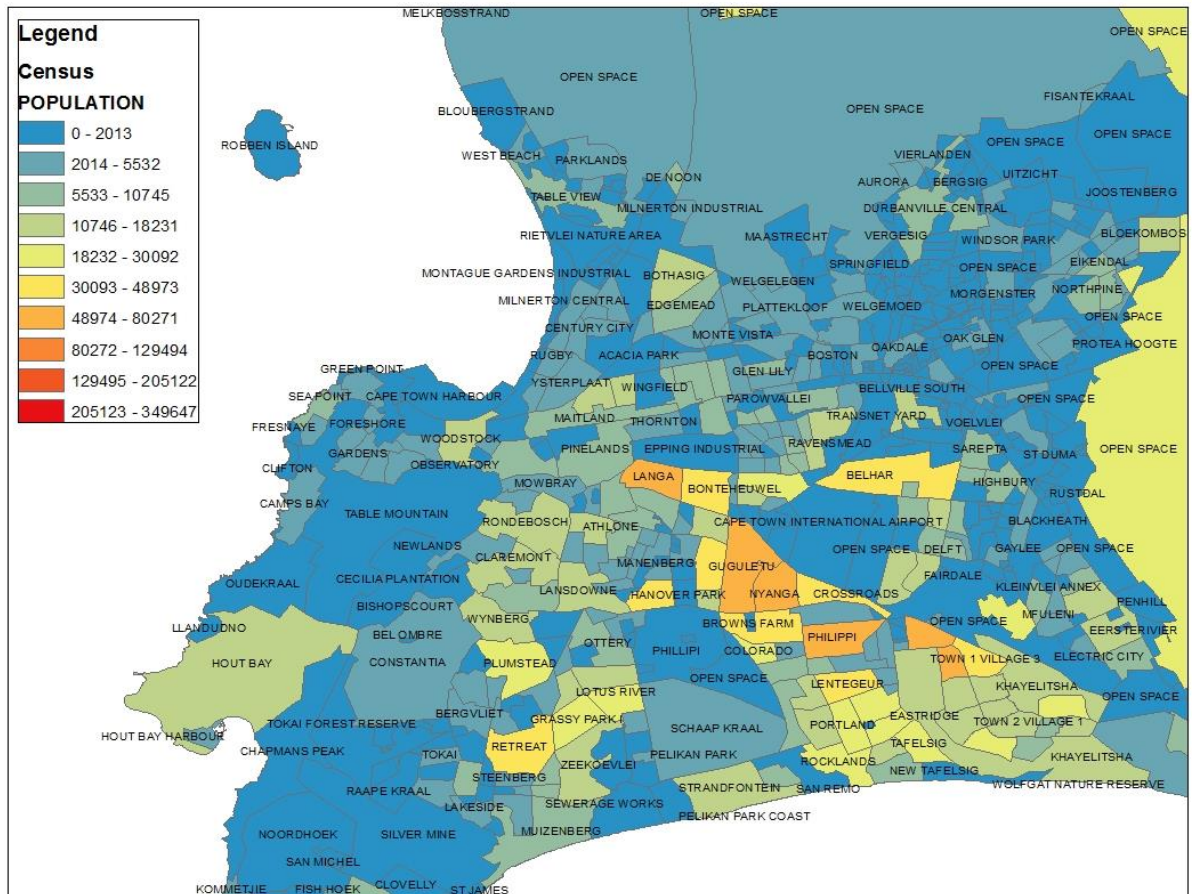 Legend
Census
POPULATION
0 - 2013
2014 - 5532
5533 - 10745
10746 - 18231
18232 - 30092
30093 - 48973
48974 - 80271
80272 - 129494
129495 - 205122
205123 - 349647
MELKBOSSTRAND
OPEN SPACE
OPEN SPACE
OPEN SPACE
FISANTEKRAAL
OPEN SPACE
BLOUBERGSTRAND
OPEN SPACE
ROBBEN ISLAND
OPEN SPACE
WEST BEACH
PARKLANDS
VIERLANDEN
DE NOON
AURORA
BERGSIG
UITZICHT
JOOSTENBERG
TABLE VIEW
MILNERTON INDUSTRIAL
DURBANVILLE CENTRAL
RIETVLEI NATURE AREA
MAASTRECHT
VERGESIG
WINDSOR PARK
BLOEKOMBOS
MONTAGUE GARDENS INDUSTRIAL
BOTHASIG
WELGELEGEN
SPRINGFIELD
OPEN SPACE
EIKENDAL
MILNERTON CENTRAL
EDGEMEAD
PLATTEKLOOF
WELGEMOED
MORGENSTER
NORTHPINE
CENTURY CITY
MONTE VISTA
OPEN SPACE
RUGBY
ACACIA PARK
BOSTON
OAKDALE
OAK GLEN
PROTEA HOOGTE
GREEN POINT
GLEN LILY
OPEN SPACE
SEA POINT
CAPE TOWN HARBOUR
YSTERPLAAT
WINGFIELD
PAROWVALLEI
BELLVILLE SOUTH
OPEN SPACE
FRESNAYE
FORESHORE
WOODSTOCK
MAITLAND
THORNTON
TRANSNET YARD
VOELVLEI
CLIFTON
GARDENS
OBSERVATORY
PINELANDS
EPPING INDUSTRIAL
RAVENSMEAD
SAREPTA
ST DUMA
OPEN SPACE
CAMPS BAY
MOWBRAY
LANGA
BONTEHEUWEL
BELHAR
HIGHBURY
RUSTDAL
TABLE MOUNTAIN
RONDEBOSCH
ATHLONE
CAPE TOWN INTERNATIONAL AIRPORT
BLACKHEATH
NEWLANDS
CLAREMONT
MANENBERG
GUGULETU
OPEN SPACE
DELFT
GAYLEE
OPEN SPACE
OUDEKRAAL
CECILIA PLANTATION
LANSDOWNE
HANOVER PARK
NYANGA
CROSSROADS
FAIRDALE
KLEINVLEI ANNEX
PENHILL
LLANDUDNO
BISHOPSCOURT
WYNBERG
BROWNS FARM
OPEN SPACE
MFULENI
EERSTERIVIER
HOUT BAY
BEL OMBRE
CONSTANTIA
PLUMSTEAD
OTTERY
PHILLIPI
COLORADO
PHILIPPI
TOWN 1 VILLAGE 3
ELECTRIC CITY
OPEN SPACE
LENTEGEUR
KHAYELITSHA
OPEN SPACE
LOTUS RIVER
BERGVLIET
GRASSY PARK I
SCHAAP KRAAL
PORTLAND
EASTRIDGE
TOWN 2 VILLAGE 1
HOUT BAY HARBOUR
TOKAI FOREST RESERVE
CHAPMANS PEAK
TOKAI
RETREAT
ZEEKOEVLEI
PELIKAN PARK
ROCKLANDS
TAFELSIG
KHAYELITSHA
STEENBERG
NEW TAFELSIG
RAAPE KRAAL
LAKESIDE
SEWERAGE WORKS
STRANDFONTEIN
SAN REMO
WOLFGAT NATURE RESERVE
PELIKAN PARK COAST
NOORDHOEK
SILVER MINE
MUIZENBERG
SAN MICHEL
KOMMETJIE
FISH HOEK
CLOVELLY
ST JAMES